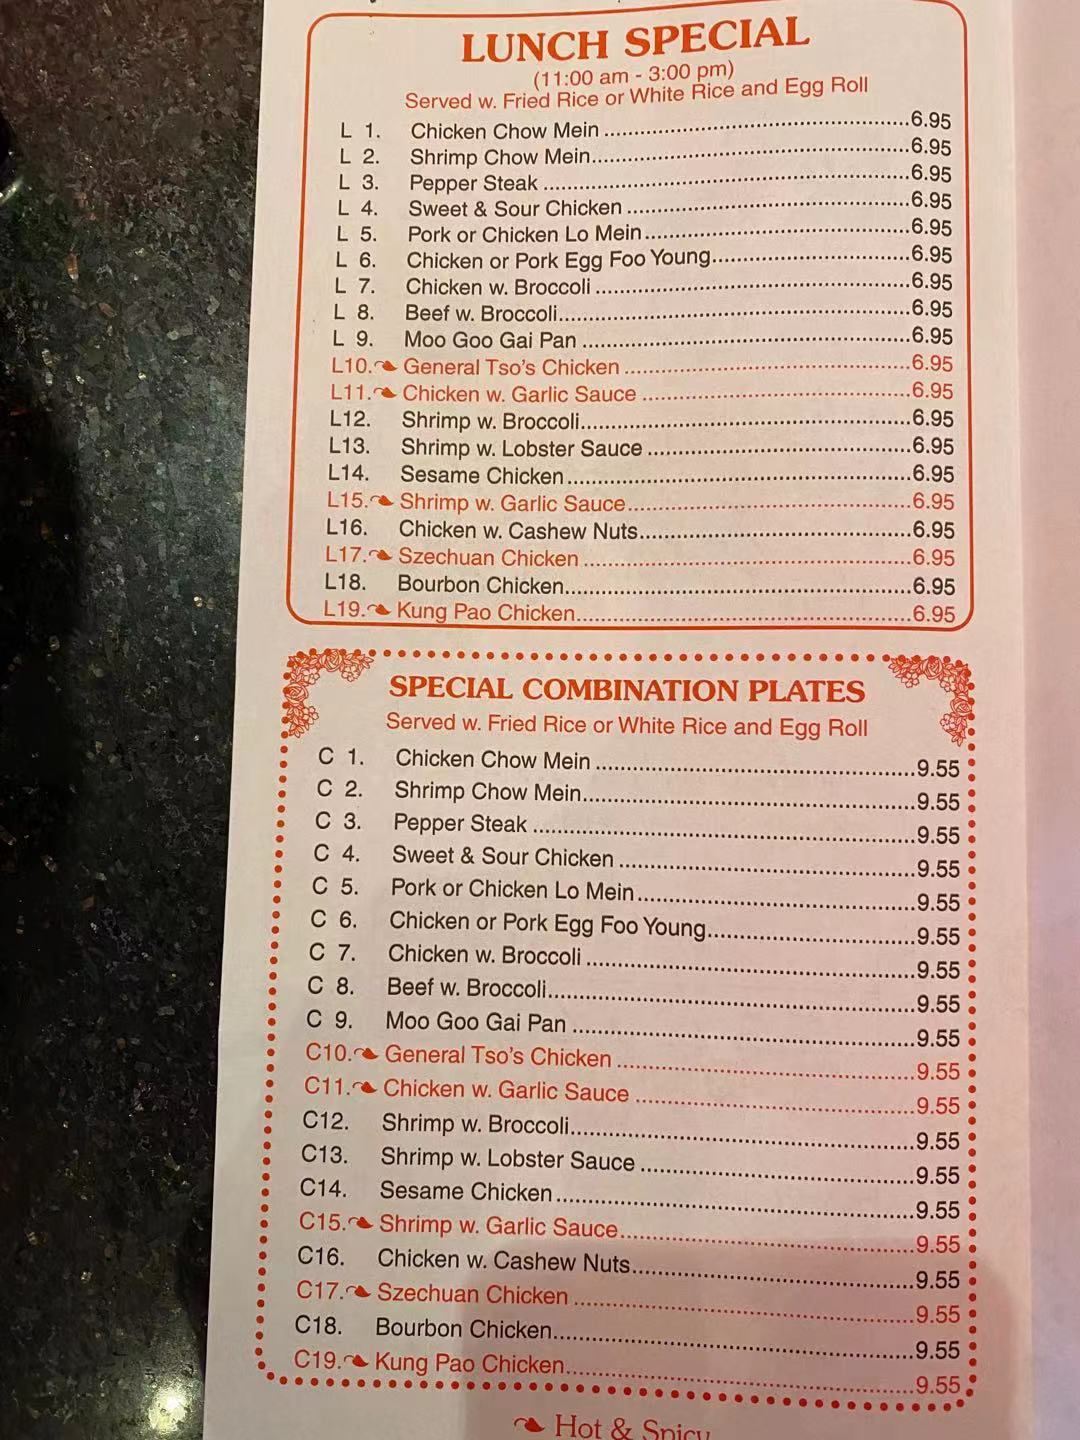 LUNCH SPECIAL
(11:00 am - 3:00 pm)
Served w. Fried Rice or White Rice and Egg Roll
L 1. Chicken Chow Mein 6.95
L 2. Shrimp Chow Mein 6.95
L 3. Pepper Steak 6.95
L 4. Sweet & Sour Chicken 6.95
L 5. Pork or Chicken Lo Mein 6.95
L 6. Chicken or Pork Egg Foo Young 6.95
L 7. Chicken w. Broccoli 6.95
L 8. Beef w. Broccoli 6.95
L 9. Moo Goo Gai Pan 6.95
L10. General Tso's Chicken 6.95
L11. Chicken w. Garlic Sauce 6.95
L12. Shrimp w. Broccoli 6.95
L13. Shrimp w. Lobster Sauce 6.95
L14. Sesame Chicken 6.95
L15. Shrimp w. Garlic Sauce 6.95
L16. Chicken w. Cashew Nuts 6.95
L17. Szechuan Chicken 6.95
L18. Bourbon Chicken 6.95
L19. Kung Pao Chicken 6.95
SPECIAL COMBINATION PLATES
Served w. Fried Rice or White Rice and Egg Roll
C 1. Chicken Chow Mein 9.55
C 2. Shrimp Chow Mein 9.55
C 3. Pepper Steak 9.55
C 4. Sweet & Sour Chicken 9.55
C 5. Pork or Chicken Lo Mein 9.55
C 6. Chicken or Pork Egg Foo Young 9.55
C 7. Chicken w. Broccoli 9.55
C 8. Beef w. Broccoli 9.55
C 9. Moo Goo Gai Pan 9.55
C10. General Tso's Chicken 9.55
C11. Chicken w. Garlic Sauce 9.55
C12. Shrimp w. Broccoli 9.55
C13. Shrimp w. Lobster Sauce 9.55
C14. Sesame Chicken 9.55
C15. Shrimp w. Garlic Sauce 9.55
C16. Chicken w. Cashew Nuts 9.55
C17. Szechuan Chicken 9.55
C18. Bourbon Chicken 9.55
C19. Kung Pao Chicken 9.55
Hot & Spicy